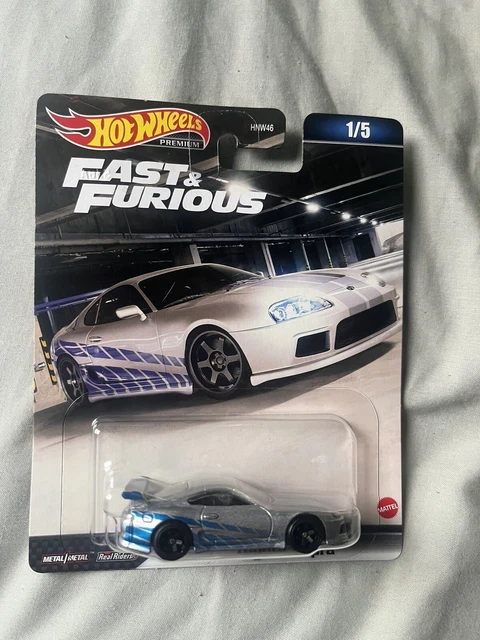 HOT WHEELS
PREMIUM
HNW46
1/5
FAST &
FURIOUS
MATTEL
METAL/METAL
Real Riders